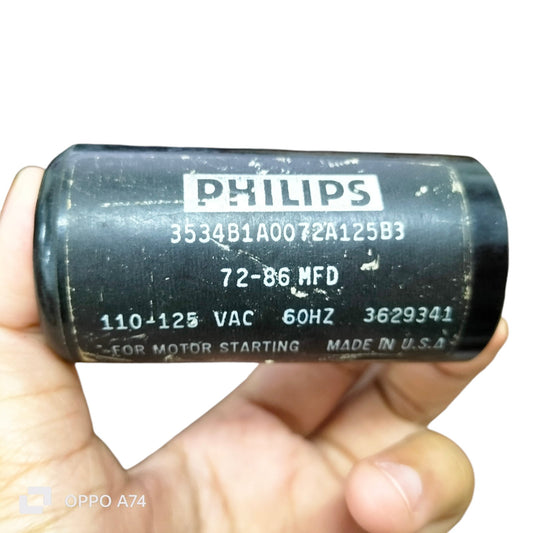 PHILIPS
3534B1A0072A125B3
72-86 MFD
110-125 VAC 60HZ 3629341
-FOR MOTOR STARTING MADE IN U.S.A
OPPO A74